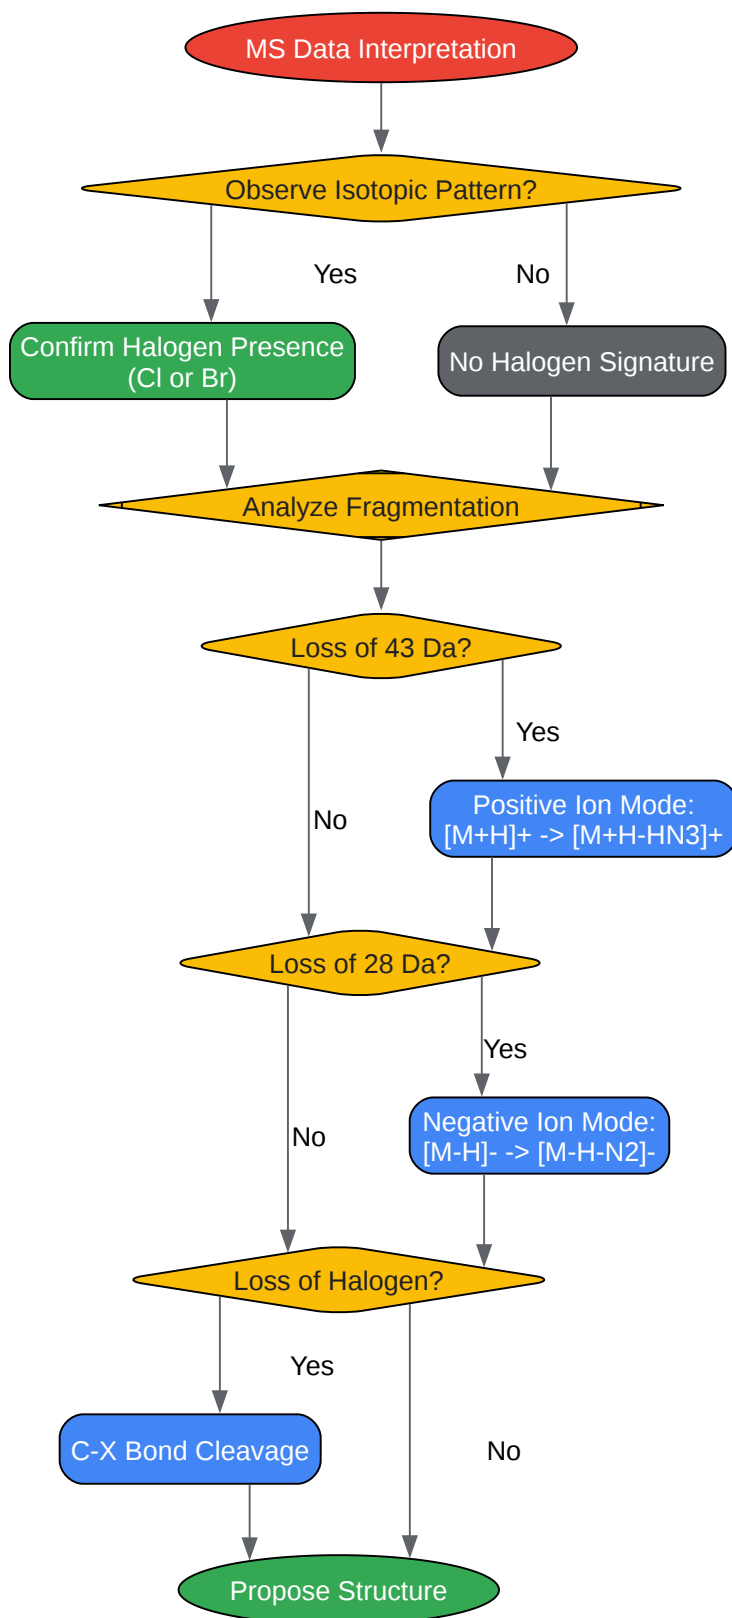 MS Data Interpretation
Observe Isotopic Pattern?
Yes
No
Confirm Halogen Presence
(Cl or Br)
No Halogen Signature
Analyze Fragmentation
Loss of 43 Da?
Yes
Positive Ion Mode:
[M+H]+ -> [M+H-HN3]+
No
Loss of 28 Da?
Yes
Negative Ion Mode:
[M-H]- -> [M-H-N2]-
No
Loss of Halogen?
Yes
C-X Bond Cleavage
No
Propose Structure